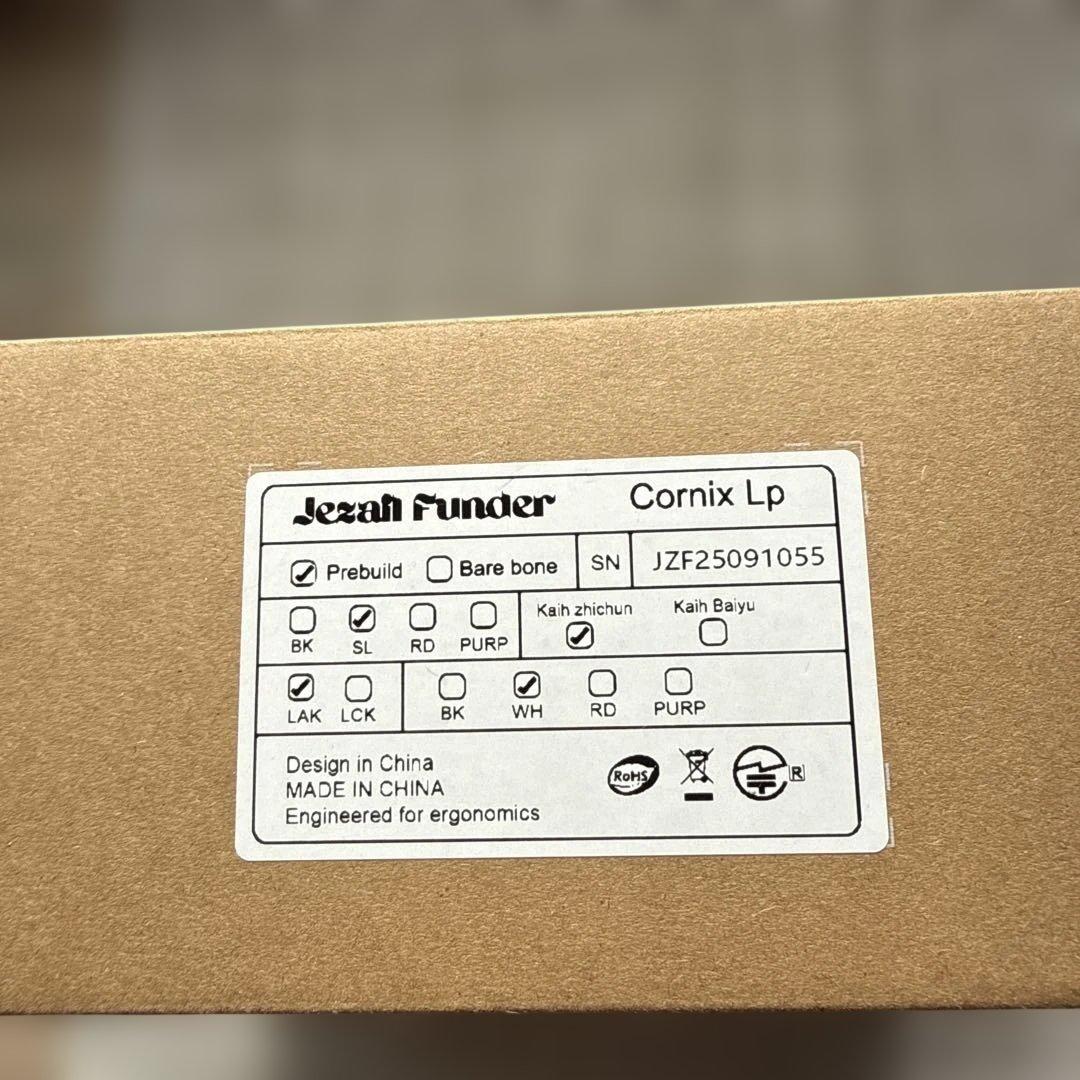 Jezail Funder Cornix Lp
Prebuild Bare bone SN JZF25091055
Kaih zhichun Kaih Baiyu
BK SL RD PURP
LAK LCK BK WH RD PURP
Design in China
MADE IN CHINA
Engineered for ergonomics
RoHS
R